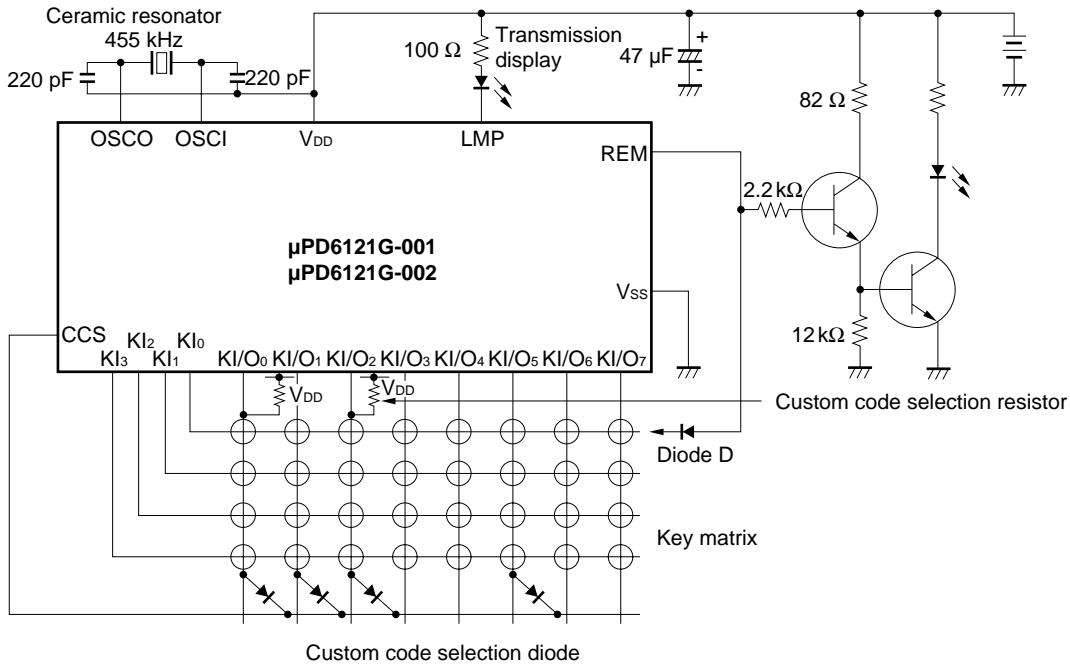 Ceramic resonator
455 kHz
220 pF
220 pF
100 Ω
Transmission
display
47 µF
+
-
82 Ω
OSCO
OSCI
VDD
LMP
REM
2.2 kΩ
µPD6121G-001
µPD6121G-002
VSS
CCS
KI3
KI2
KI1
KI0
KI/O0
KI/O1
KI/O2
KI/O3
KI/O4
KI/O5
KI/O6
KI/O7
12 kΩ
VDD
VDD
Custom code selection resistor
Diode D
Key matrix
Custom code selection diode